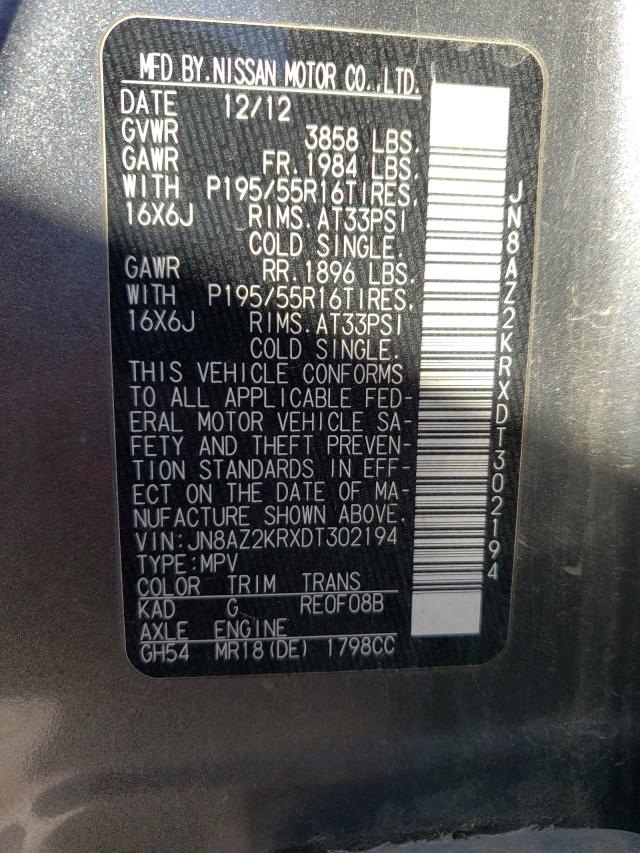 MFD BY.NISSAN MOTOR CO.,LTD.
DATE 12/12
GVWR 3858 LBS.
GAWR FR.1984 LBS.
WITH P195/55R16TIRES,
16X6J RIMS.AT33PSI
COLD SINGLE.
GAWR RR.1896 LBS.
WITH P195/55R16TIRES,
16X6J RIMS.AT33PSI
COLD SINGLE.
THIS VEHICLE CONFORMS
TO ALL APPLICABLE FED-
ERAL MOTOR VEHICLE SA-
FETY AND THEFT PREVEN-
TION STANDARDS IN EFF-
ECT ON THE DATE OF MA-
NUFACTURE SHOWN ABOVE.
VIN:JN8AZ2KRXDT302194
TYPE:MPV
COLOR TRIM TRANS
KAD G RE0F08B
AXLE ENGINE
GH54 MR18(DE) 1798CC
JN8AZ2KRXDT302194